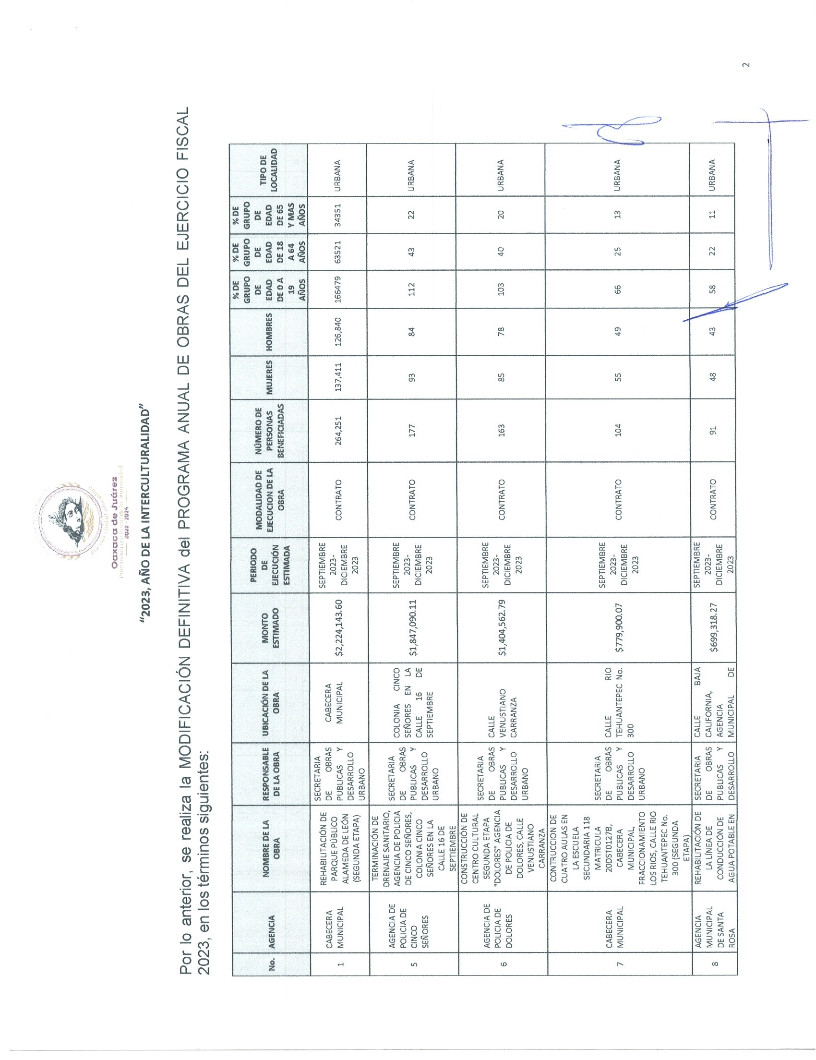 Oaxaca de Juárez
2022 - 2024
"2023, AÑO DE LA INTERCULTURALIDAD"
Por lo anterior, se realiza la MODIFICACIÓN DEFINITIVA del PROGRAMA ANUAL DE OBRAS DEL EJERCICIO FISCAL
2023, en los términos siguientes:
No.
AGENCIA
NOMBRE DE LA
OBRA
RESPONSABLE
DE LA OBRA
UBICACIÓN DE LA
OBRA
MONTO
ESTIMADO
PERIODO
DE
EJECUCIÓN
ESTIMADA
MODALIDAD DE
EJECUCION DE LA
OBRA
NÚMERO DE
PERSONAS
BENEFICIADAS
MUJERES
HOMBRES
% DE
GRUPO
DE
EDAD
DE 0 A
19
AÑOS
% DE
GRUPO
DE
EDAD
DE 18
A 64
AÑOS
% DE
GRUPO
DE
EDAD
DE 65
Y MAS
AÑOS
TIPO DE
LOCALIDAD
1
CABECERA
MUNICIPAL
REHABILITACIÓN DE
PARQUE PÚBLICO
ALAMEDA DE LEÓN
(SEGUNDA ETAPA)
SECRETARIA
DE OBRAS
PUBLICAS Y
DESARROLLO
URBANO
CABECERA
MUNICIPAL
$2,224,143.60
SEPTIEMBRE
2023-
DICIEMBRE
2023
CONTRATO
264,251
137,411
126,840
166479
63521
34351
URBANA
5
AGENCIA DE
POLICIA DE
CINCO
SEÑORES
TERMINACIÓN DE
DRENAJE SANITARIO,
AGENCIA DE POLICIA
DE CINCO SEÑORES,
COLONIA CINCO
SEÑORES EN LA
CALLE 16 DE
SEPTIEMBRE
SECRETARIA
DE OBRAS
PUBLICAS Y
DESARROLLO
URBANO
COLONIA CINCO
SEÑORES EN LA
CALLE 16 DE
SEPTIEMBRE
$1,847,090.11
SEPTIEMBRE
2023-
DICIEMBRE
2023
CONTRATO
177
93
84
112
43
22
URBANA
6
AGENCIA DE
POLICIA DE
DOLORES
CONSTRUCCIÓN DE
CENTRO CULTURAL
SEGUNDA ETAPA
"DOLORES" AGENCIA
DE POLICIA DE
DOLORES, CALLE
VENUSTIANO
CARRANZA
SECRETARIA
DE OBRAS
PUBLICAS Y
DESARROLLO
URBANO
CALLE
VENUSTIANO
CARRANZA
$1,404,562.79
SEPTIEMBRE
2023-
DICIEMBRE
2023
CONTRATO
163
85
78
103
40
20
URBANA
7
CABECERA
MUNICIPAL
CONTRUCCION DE
CUATRO AULAS EN
LA ESCUELA
SECUNDARIA 118
MATRICULA
20DST0127B,
CABECERA
MUNICIPAL,
FRACCIONAMIENTO
LOS RIOS, CALLE RIO
TEHUANTEPEC No.
300 (SEGUNDA
ETAPA)
SECRETARIA
DE OBRAS
PUBLICAS Y
DESARROLLO
URBANO
CALLE RIO
TEHUANTEPEC No.
300
$779,900.07
SEPTIEMBRE
2023-
DICIEMBRE
2023
CONTRATO
104
55
49
66
25
13
URBANA
8
AGENCIA
MUNICIPAL
DE SANTA
ROSA
REHABILITACIÓN DE
LA LÍNEA DE
CONDUCCIÓN DE
AGUA POTABLE EN
SECRETARIA
DE OBRAS
PUBLICAS Y
DESARROLLO
CALLE BAJA
CALIFORNIA,
AGENCIA
MUNICIPAL DE
$699,318.27
SEPTIEMBRE
2023-
DICIEMBRE
2023
CONTRATO
91
48
43
58
22
11
URBANA
2